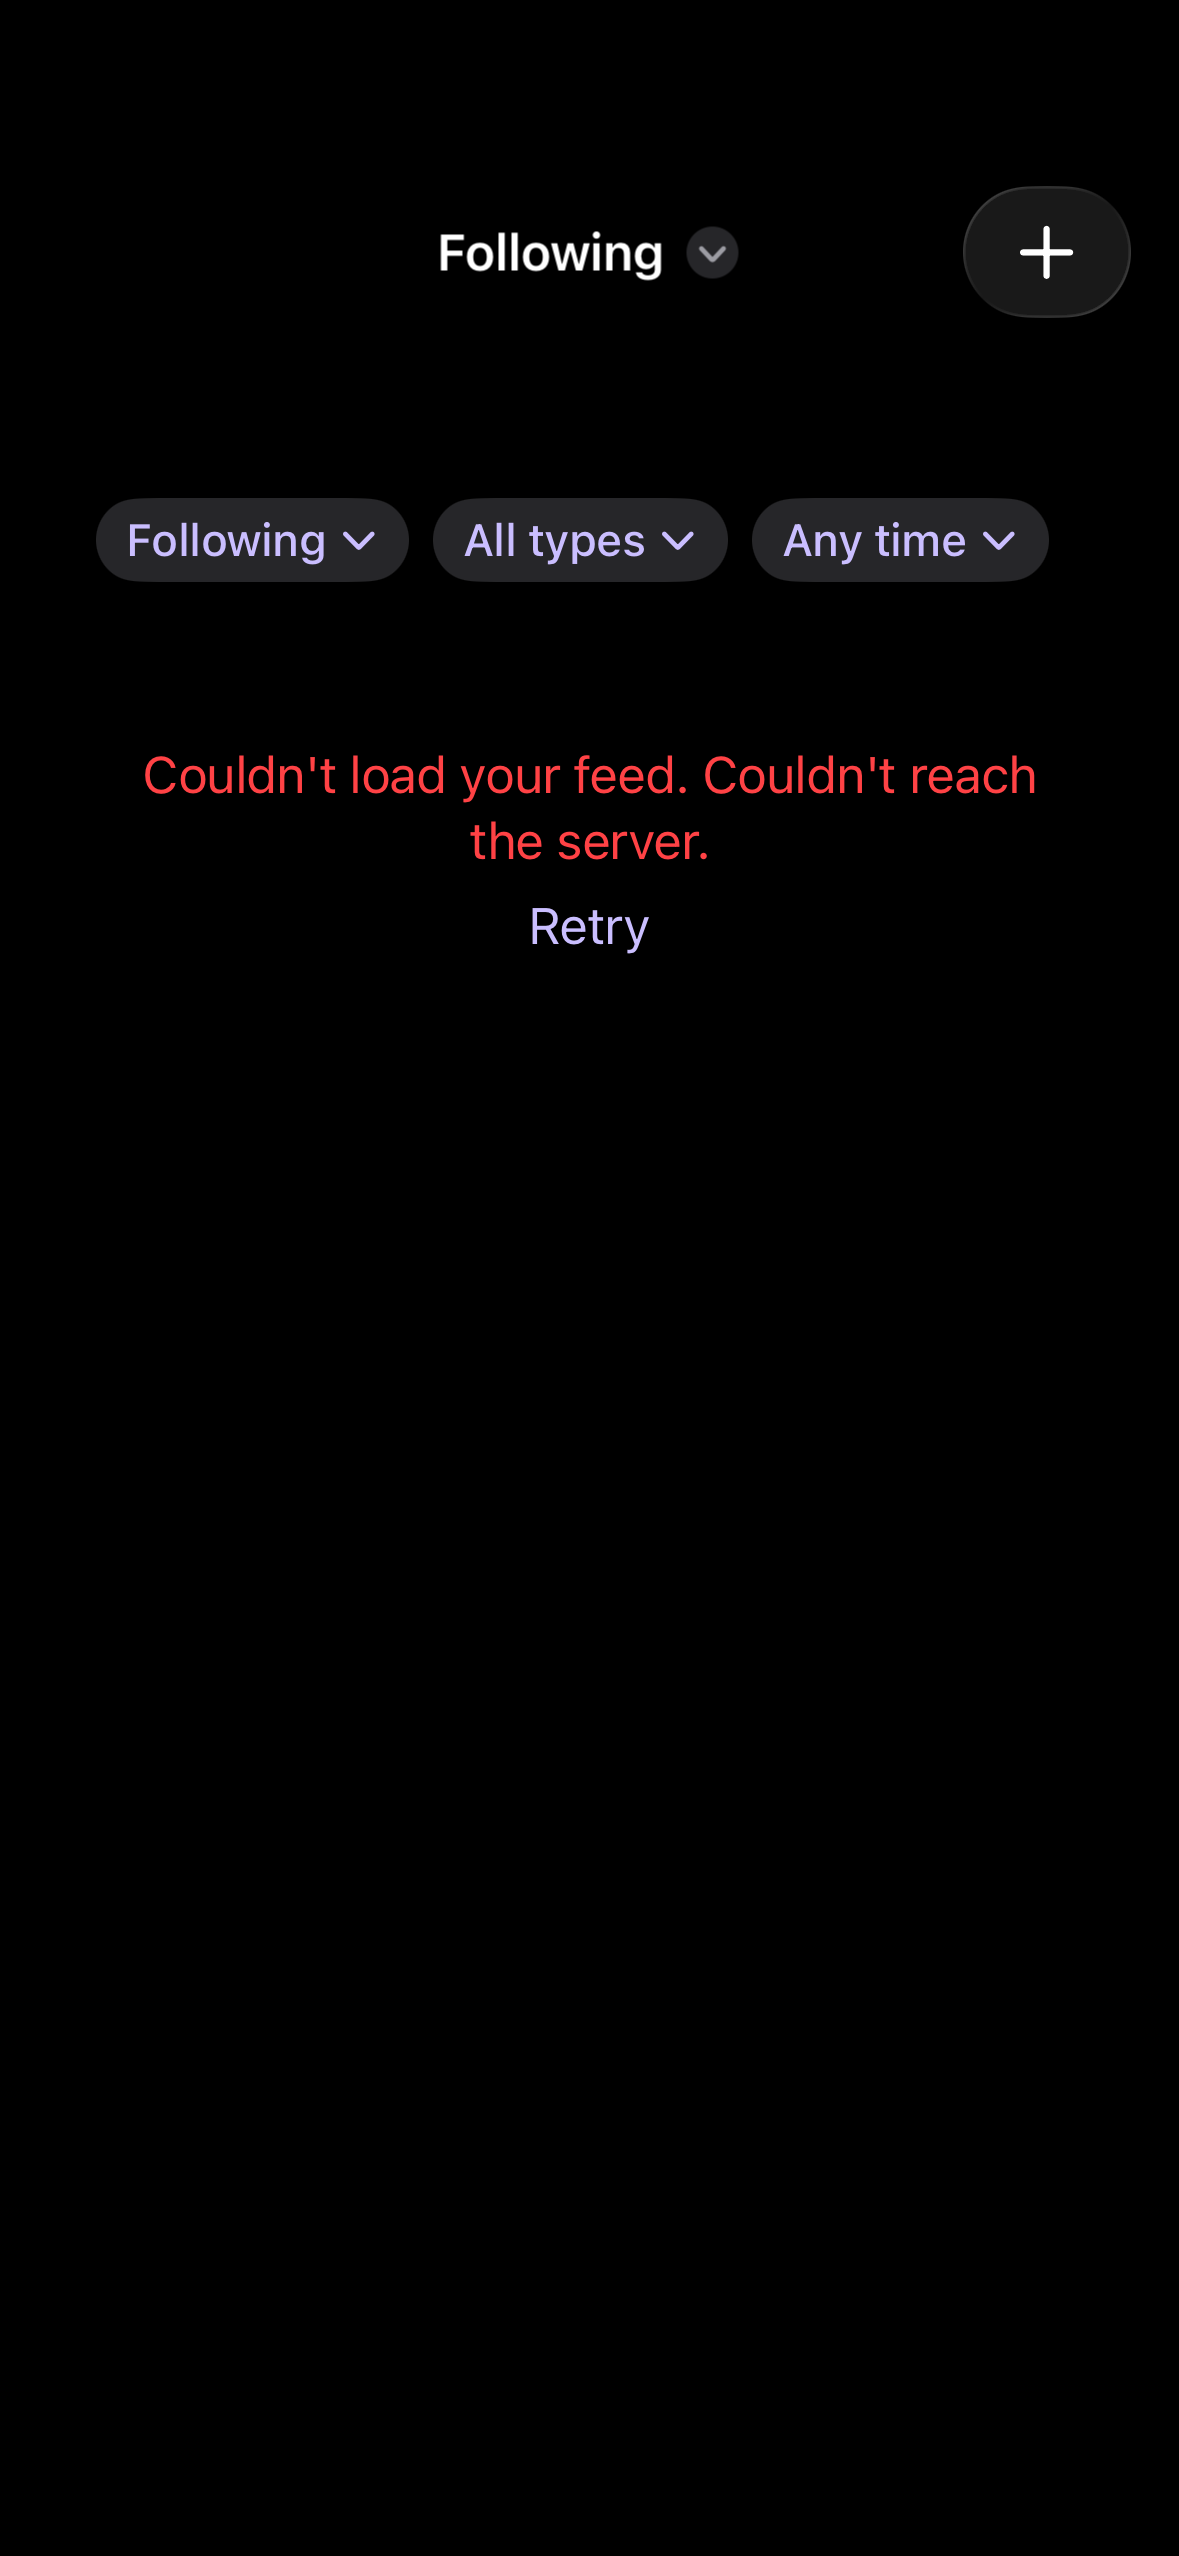 Following
Following
All types
Any time
Couldn't load your feed. Couldn't reach
the server.
Retry